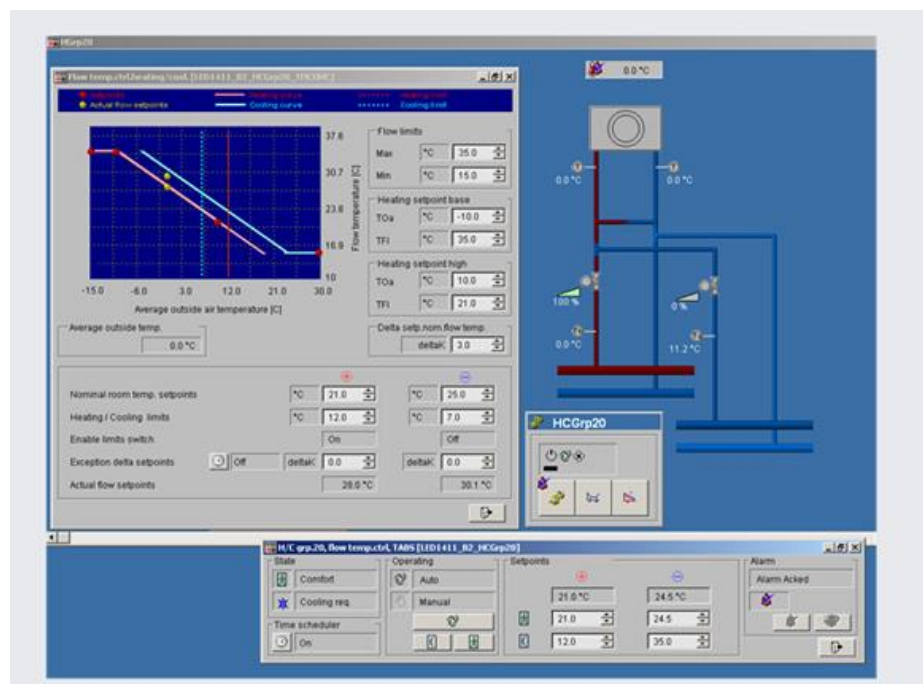 HGrp20
0.0 °C
Flow temp.ctrl.heating/cool. [LED1411_B2_HCGrp20_TPCHHC]
Setpoints Heating curve Heating limit
Actual flow setpoints Cooling curve Cooling limit
37.6
30.7
23.8
16.9
10
Flow temperature [C]
-15.0 -6.0 3.0 12.0 21.0 30.0
Average outside air temperature [C]
Average outside temp.
0.0 °C
Flow limits
Max °C 35.0
Min °C 15.0
Heating setpoint base
TOa °C -10.0
TFl °C 35.0
Heating setpoint high
TOa °C 10.0
TFl °C 21.0
Delta setp.nom.flow temp.
deltaK 3.0
Nominal room temp. setpoints °C 21.0 °C 25.0
Heating / Cooling limits °C 12.0 °C 7.0
Enable limits switch On Off
Exception delta setpoints Off deltaK 0.0 deltaK 0.0
Actual flow setpoints 28.0 °C 30.1 °C
0.0 °C 0.0 °C
100 % 0 %
0.0 °C 11.2 °C
HCGrp20
H/C grp.20, flow temp.ctrl, TABS [LED1411_B2_HCGrp20]
State
Comfort
Cooling req.
Time scheduler
On
Operating
Auto
Manual
Setpoints
21.0 °C 24.5 °C
21.0 24.5
12.0 35.0
Alarm
Alarm Acked